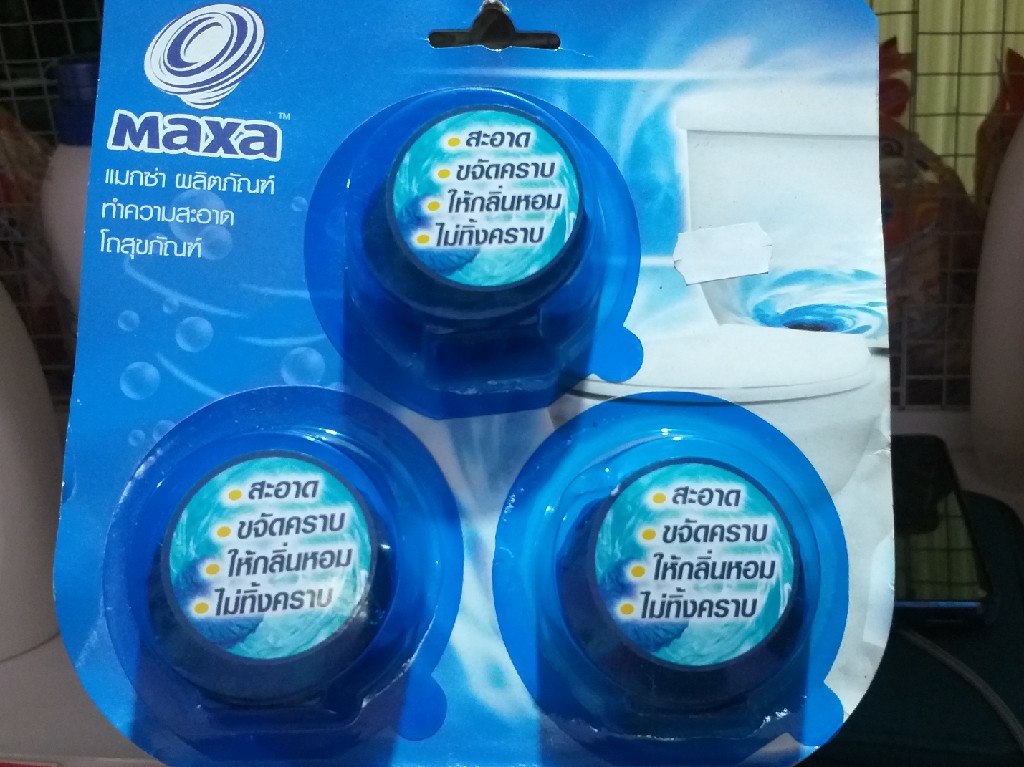 Maxa™
แมกซ่า ผลิตภัณฑ์
ทำความสะอาด
โถสุขภัณฑ์
• สะอาด
• ขจัดคราบ
• ให้กลิ่นหอม
• ไม่ทิ้งคราบ
• สะอาด
• ขจัดคราบ
• ให้กลิ่นหอม
• ไม่ทิ้งคราบ
• สะอาด
• ขจัดคราบ
• ให้กลิ่นหอม
• ไม่ทิ้งคราบ